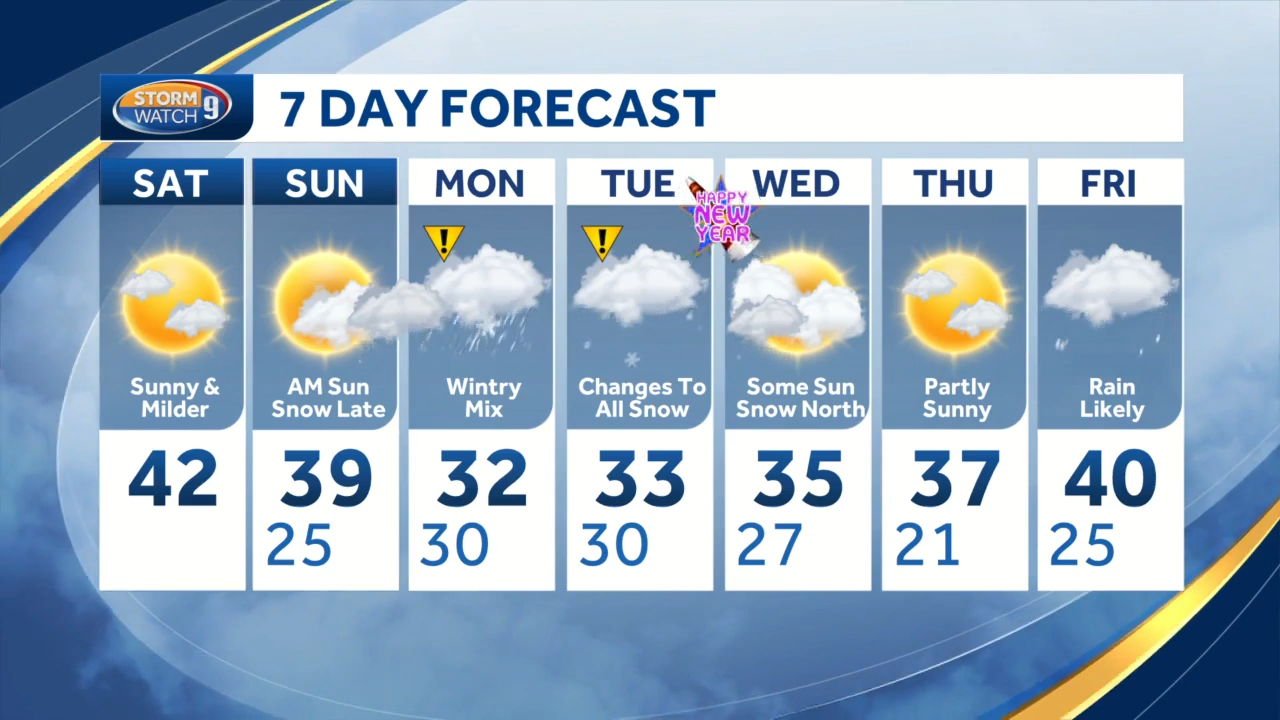 STORM
WATCH 9
7 DAY FORECAST
SAT
SUN
MON
TUE
WED
THU
FRI
HAPPY
NEW
YEAR
!
!
Sunny &
Milder
AM Sun
Snow Late
Wintry
Mix
Changes To
All Snow
Some Sun
Snow North
Partly
Sunny
Rain
Likely
42
39
32
33
35
37
40
25
30
30
27
21
25